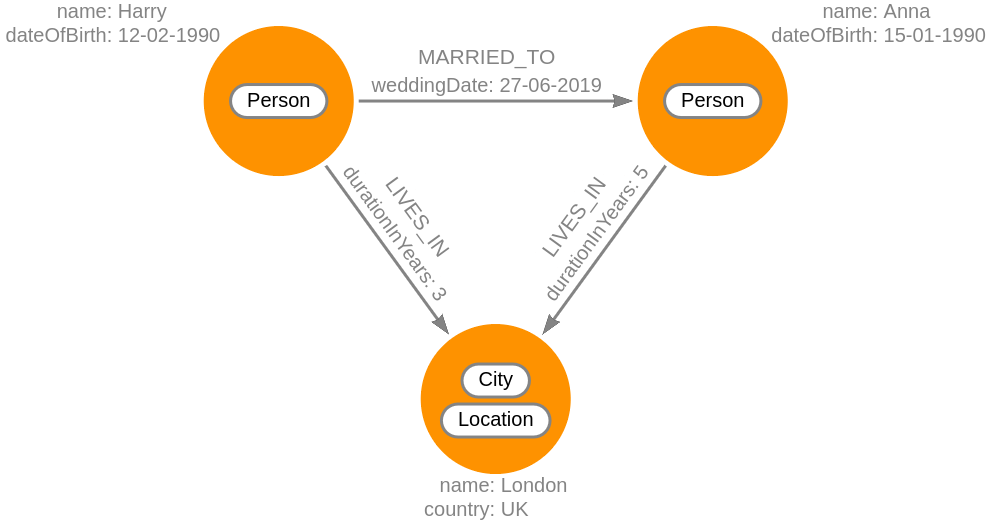 name: Harry
dateOfBirth: 12-02-1990
name: Anna
dateOfBirth: 15-01-1990
MARRIED_TO
weddingDate: 27-06-2019
Person
Person
LIVES_IN
durationInYears: 3
LIVES_IN
durationInYears: 5
City
Location
name: London
country: UK